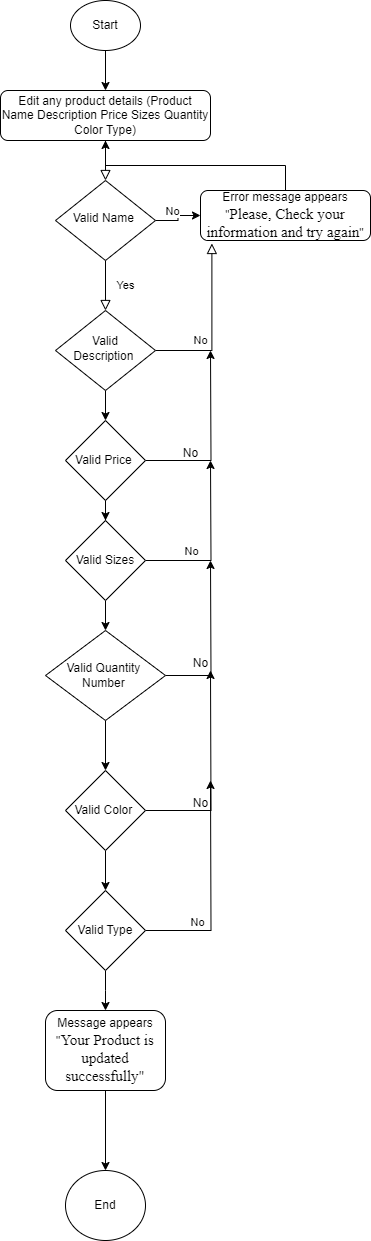 Start
Edit any product details (Product
Name Description Price Sizes Quantity
Color Type)
Valid Name
No
Error message appears
"Please, Check your
information and try again"
Yes
Valid
Description
No
Valid Price
No
Valid Sizes
No
Valid Quantity
Number
No
Valid Color
No
Valid Type
No
Message appears
"Your Product is
updated
successfully"
End